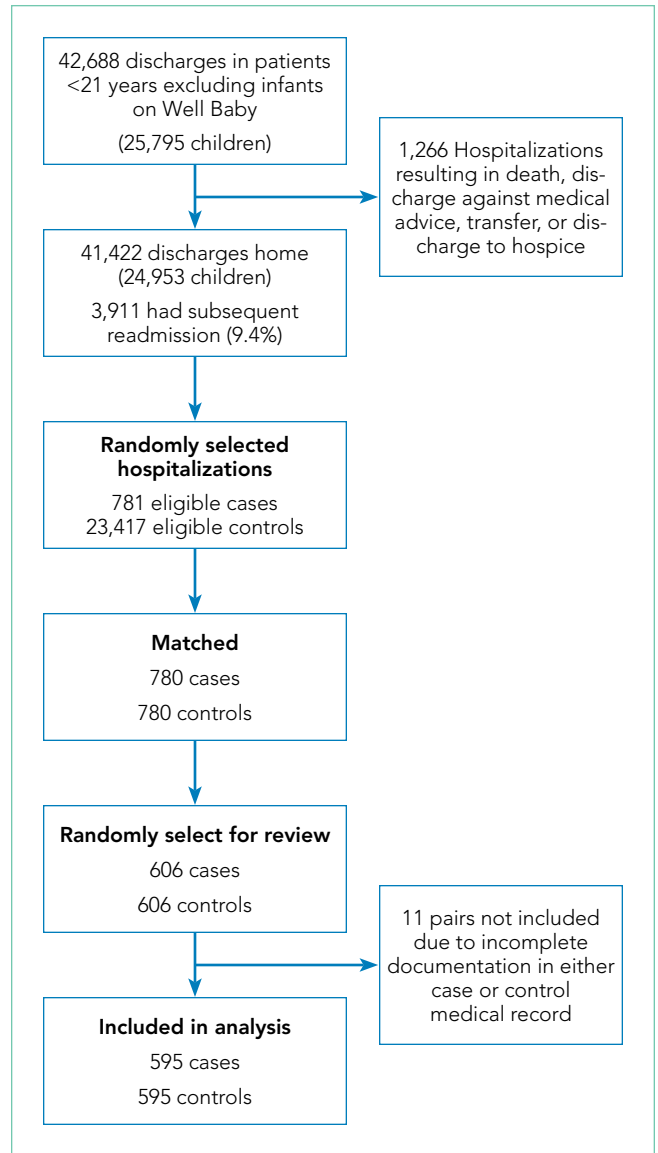 42,688 discharges in patients
<21 years excluding infants
on Well Baby
(25,795 children)
1,266 Hospitalizations
resulting in death, dis-
charge against medical
advice, transfer, or dis-
charge to hospice
41,422 discharges home
(24,953 children)
3,911 had subsequent
readmission (9.4%)
Randomly selected
hospitalizations
781 eligible cases
23,417 eligible controls
Matched
780 cases
780 controls
Randomly select for review
606 cases
606 controls
11 pairs not included
due to incomplete
documentation in either
case or control
medical record
Included in analysis
595 cases
595 controls